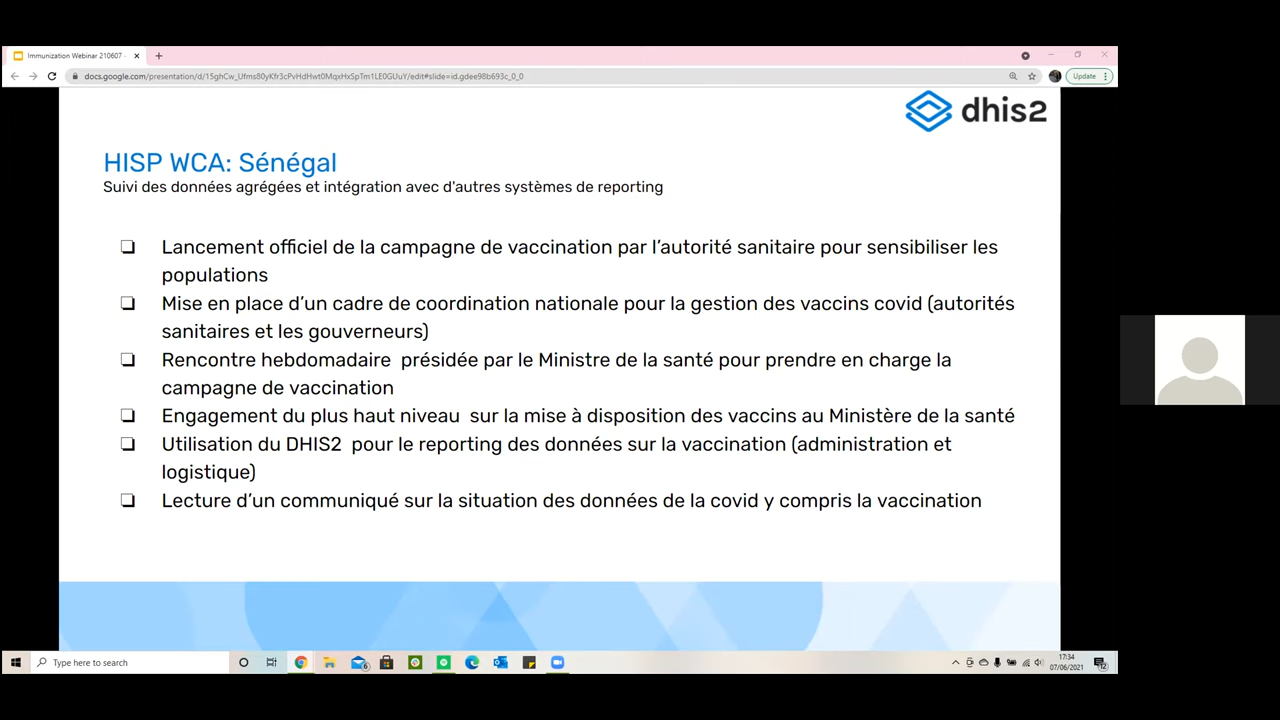 Immunization Webinar 210607 -
docs.google.com/presentation/d/15ghCw_Ufms80yKfr3cPvHdHwt0MqxHxSpTm1LE0GUuY/edit#slide=id.gdee98b693c_0_0
Update
dhis2
HISP WCA: Sénégal
Suivi des données agrégées et intégration avec d'autres systèmes de reporting
Lancement officiel de la campagne de vaccination par l’autorité sanitaire pour sensibiliser les
populations
Mise en place d’un cadre de coordination nationale pour la gestion des vaccins covid (autorités
sanitaires et les gouverneurs)
Rencontre hebdomadaire présidée par le Ministre de la santé pour prendre en charge la
campagne de vaccination
Engagement du plus haut niveau sur la mise à disposition des vaccins au Ministère de la santé
Utilisation du DHIS2 pour le reporting des données sur la vaccination (administration et
logistique)
Lecture d’un communiqué sur la situation des données de la covid y compris la vaccination
Type here to search
6
17:34
07/06/2021
12